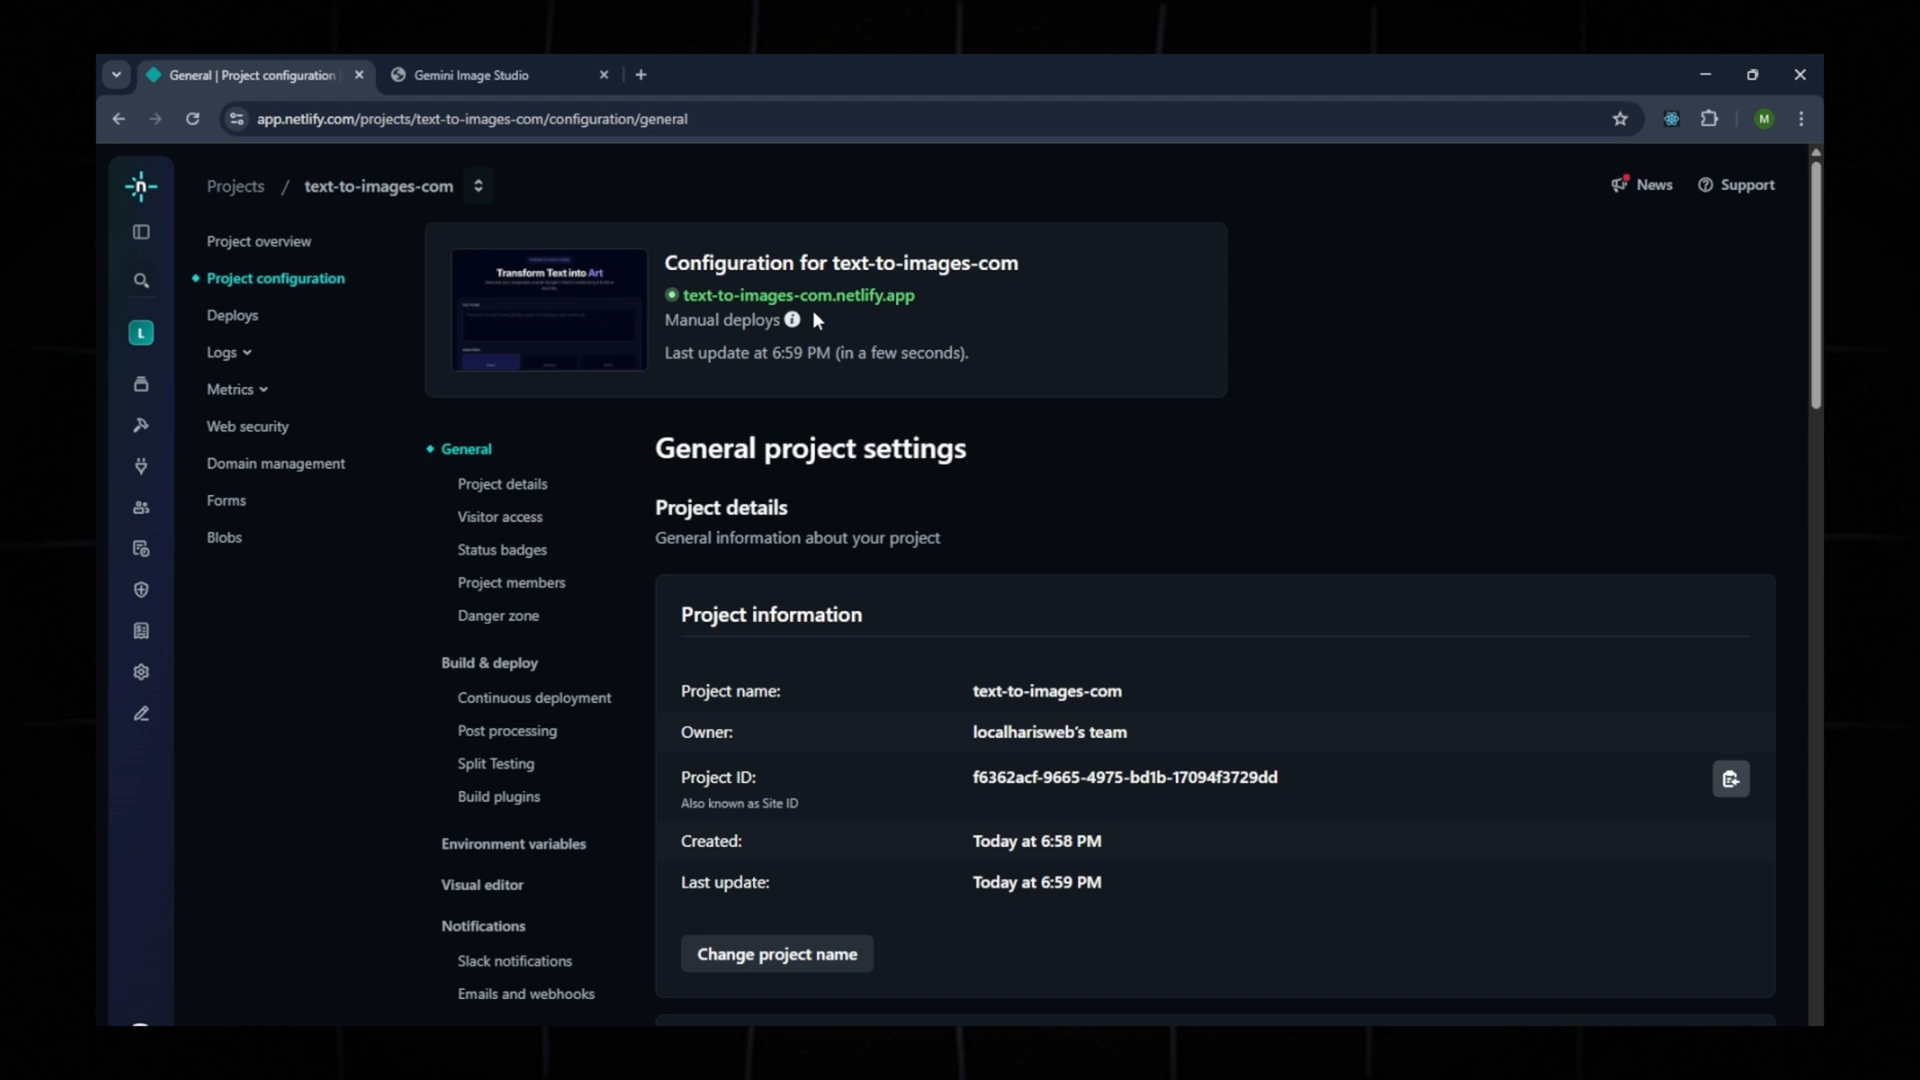 General | Project configuration
Gemini Image Studio
app.netlify.com/projects/text-to-images-com/configuration/general
M
n
Projects / text-to-images-com
News
Support
L
Project overview
Project configuration
Deploys
Logs
Metrics
Web security
Domain management
Forms
Blobs
Transform Text into Art
Configuration for text-to-images-com
text-to-images-com.netlify.app
Manual deploys
Last update at 6:59 PM (in a few seconds).
General
Project details
Visitor access
Status badges
Project members
Danger zone
Build & deploy
Continuous deployment
Post processing
Split Testing
Build plugins
Environment variables
Visual editor
Notifications
Slack notifications
Emails and webhooks
General project settings
Project details
General information about your project
Project information
Project name: text-to-images-com
Owner: localharisweb's team
Project ID: f6362acf-9665-4975-bd1b-17094f3729dd
Also known as Site ID
Created: Today at 6:58 PM
Last update: Today at 6:59 PM
Change project name